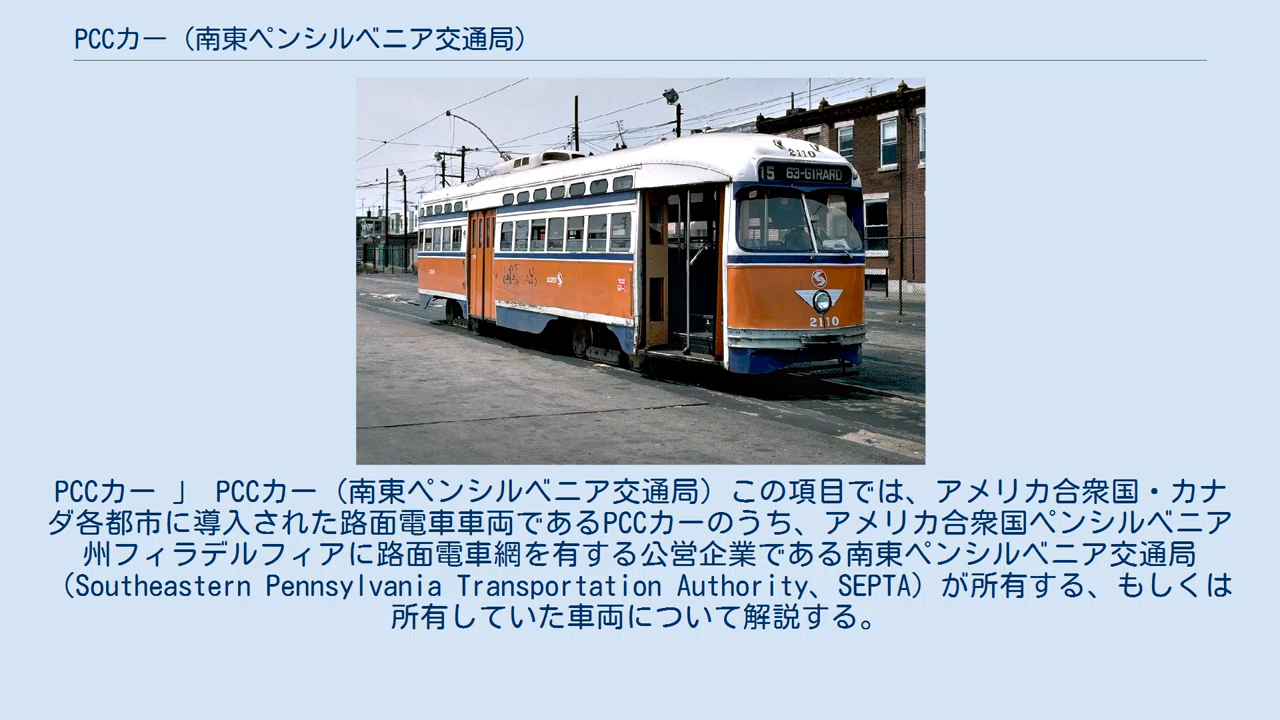 PCCカー（南東ペンシルベニア交通局）
2110
15 63-GIRARD
2110
PCCカー 」 PCCカー（南東ペンシルベニア交通局）この項目では、アメリカ合衆国・カナ
ダ各都市に導入された路面電車車両であるPCCカーのうち、アメリカ合衆国ペンシルベニア
州フィラデルフィアに路面電車網を有する公営企業である南東ペンシルベニア交通局
（Southeastern Pennsylvania Transportation Authority、SEPTA）が所有する、もしくは
所有していた車両について解説する。